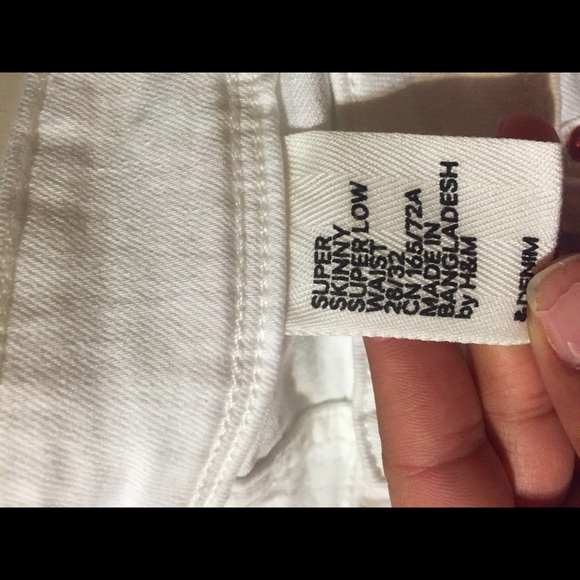 & DENIM
SUPER
SKINNY
SUPER LOW
WAIST
28/32
CN 165/72A
MADE IN
BANGLADESH
by H&M